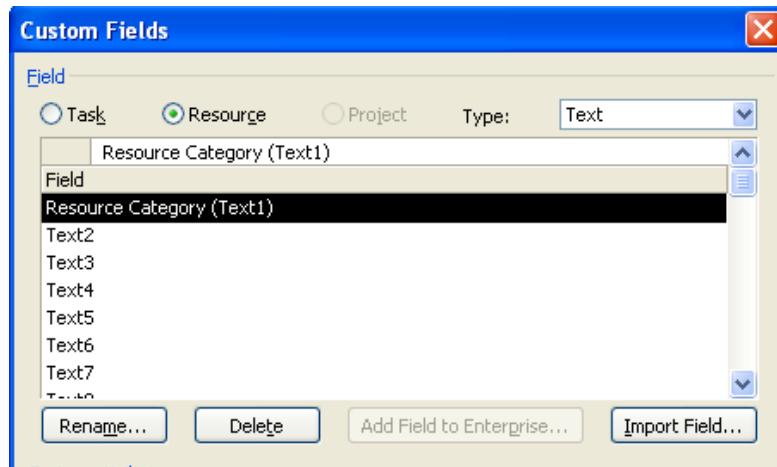 Custom Fields
Field
Task Resource Project Type: Text
Resource Category (Text1)
Field
Resource Category (Text1)
Text2
Text3
Text4
Text5
Text6
Text7
Rename... Delete Add Field to Enterprise... Import Field...